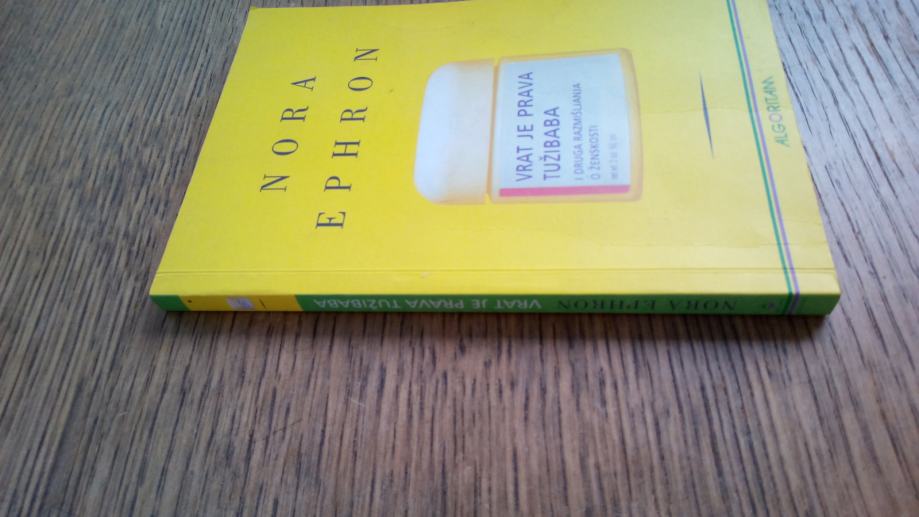 NORA
EPHRON
VRAT JE PRAVA
TUŽIBABA
I DRUGA RAZMIŠLJANJA
O ŽENSKOSTI
ALGORITAM
NORA EPHRON VRAT JE PRAVA TUŽIBABA